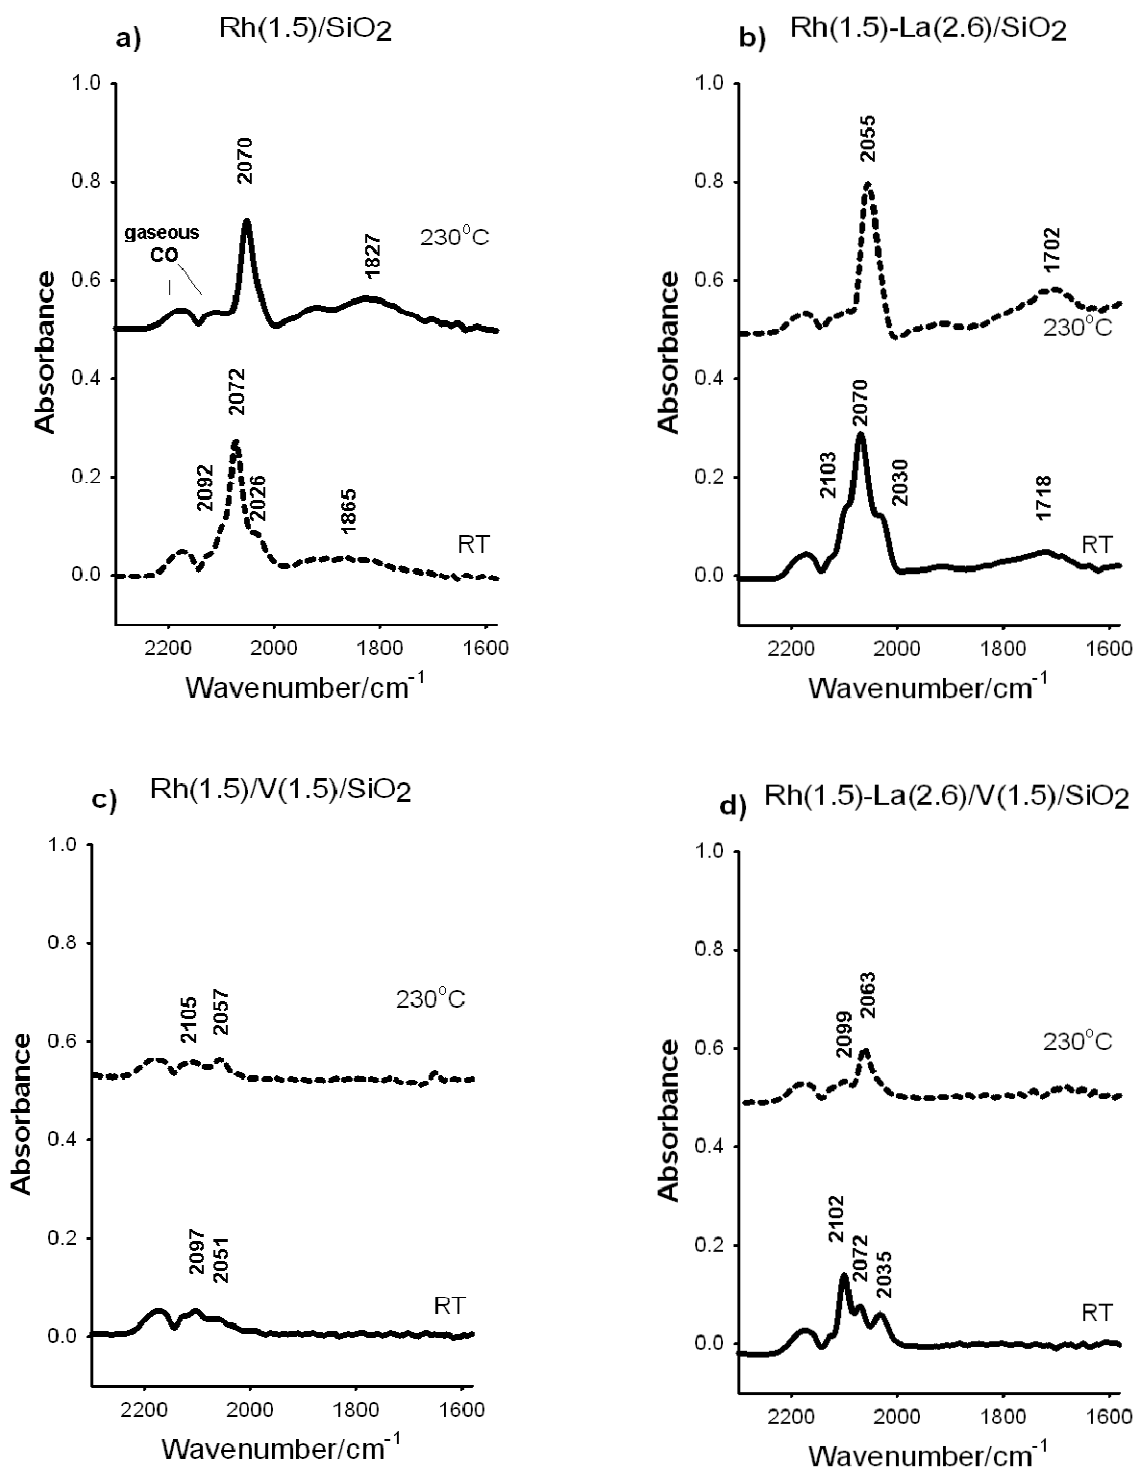 a) Rh(1.5)/SiO2
1.0
0.8
0.6
0.4
0.2
0.0
Absorbance
gaseous
CO
2070
1827
230°C
2092
2072
2026
1865
RT
2200 2000 1800 1600
Wavenumber/cm-1
b) Rh(1.5)-La(2.6)/SiO2
1.0
0.8
0.6
0.4
0.2
0.0
Absorbance
2055
1702
230°C
2103
2070
2030
1718
RT
2200 2000 1800 1600
Wavenumber/cm-1
c) Rh(1.5)/V(1.5)/SiO2
1.0
0.8
0.6
0.4
0.2
0.0
Absorbance
2105
2057
230°C
2097
2051
RT
2200 2000 1800 1600
Wavenumber/cm-1
d) Rh(1.5)-La(2.6)/V(1.5)/SiO2
1.0
0.8
0.6
0.4
0.2
0.0
Absorbance
2099
2063
230°C
2102
2072
2035
RT
2200 2000 1800 1600
Wavenumber/cm-1